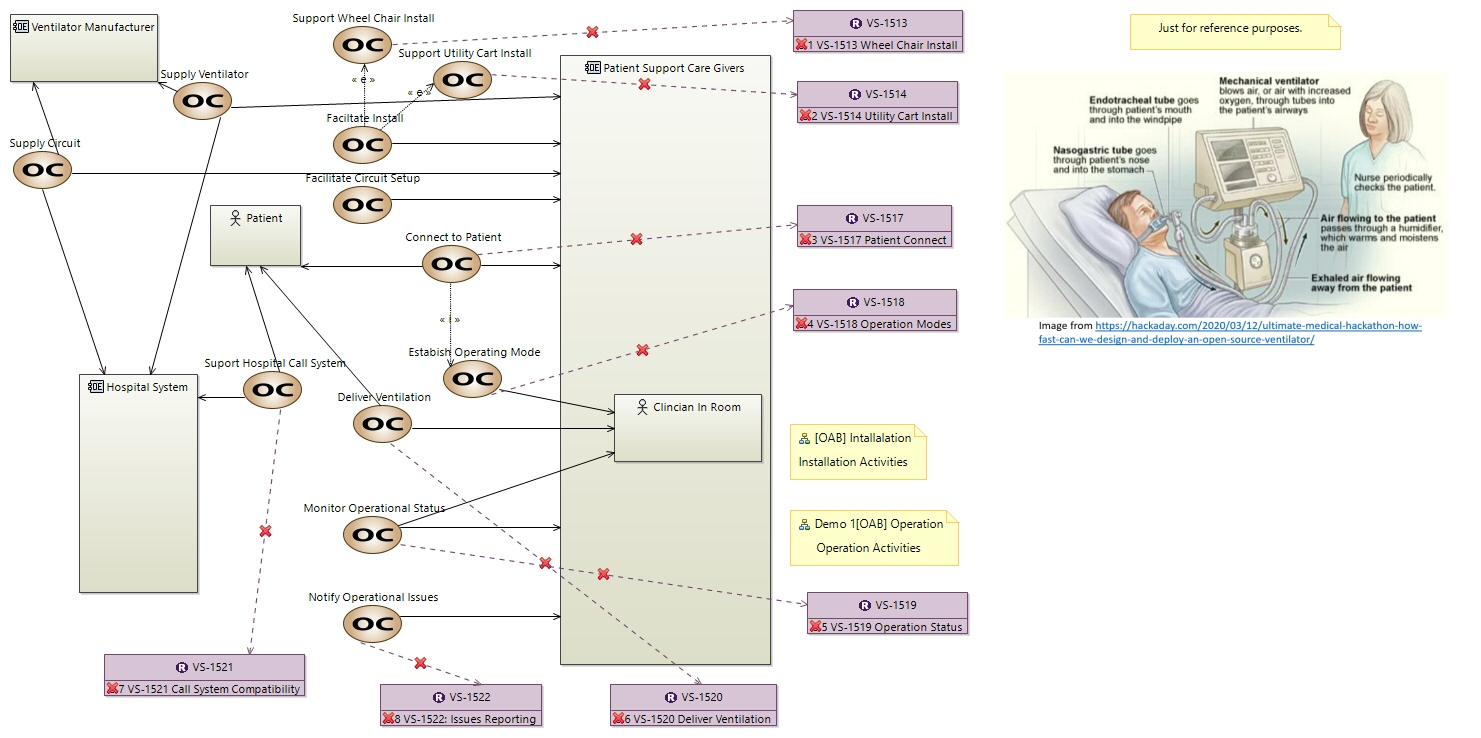 Support Wheel Chair Install
R VS-1513
1 VS-1513 Wheel Chair Install
Just for reference purposes.
OE Ventilator Manufacturer
OC
Support Utility Cart Install
OC
« e »
« e »
OE Patient Support Care Givers
Supply Ventilator
OC
R VS-1514
2 VS-1514 Utility Cart Install
Facilitate Install
OC
Supply Circuit
OC
Facilitate Circuit Setup
OC
Patient
R VS-1517
3 VS-1517 Patient Connect
Connect to Patient
OC
R VS-1518
4 VS-1518 Operation Modes
Estabish Operating Mode
OC
Suport Hospital Call System
OC
OE Hospital System
Deliver Ventilation
OC
Clincian In Room
[OAB] Intallalation
Installation Activities
Monitor Operational Status
OC
Demo 1[OAB] Operation
Operation Activities
Notify Operational Issues
OC
R VS-1519
5 VS-1519 Operation Status
R VS-1521
7 VS-1521 Call System Compatibility
R VS-1522
8 VS-1522: Issues Reporting
R VS-1520
6 VS-1520 Deliver Ventilation
Mechanical ventilator
blows air, or air with increased
oxygen, through tubes into
the patient's airways
Endotracheal tube goes
through patient's mouth
and into the windpipe
Nasogastric tube goes
through patient's nose
and into the stomach
Nurse periodically
checks the patient.
Air flowing to the patient
passes through a humidifier,
which warms and moistens
the air
Exhaled air flowing
away from the patient
Image from https://hackaday.com/2020/03/12/ultimate-medical-hackathon-how-
fast-can-we-design-and-deploy-an-open-source-ventilator/